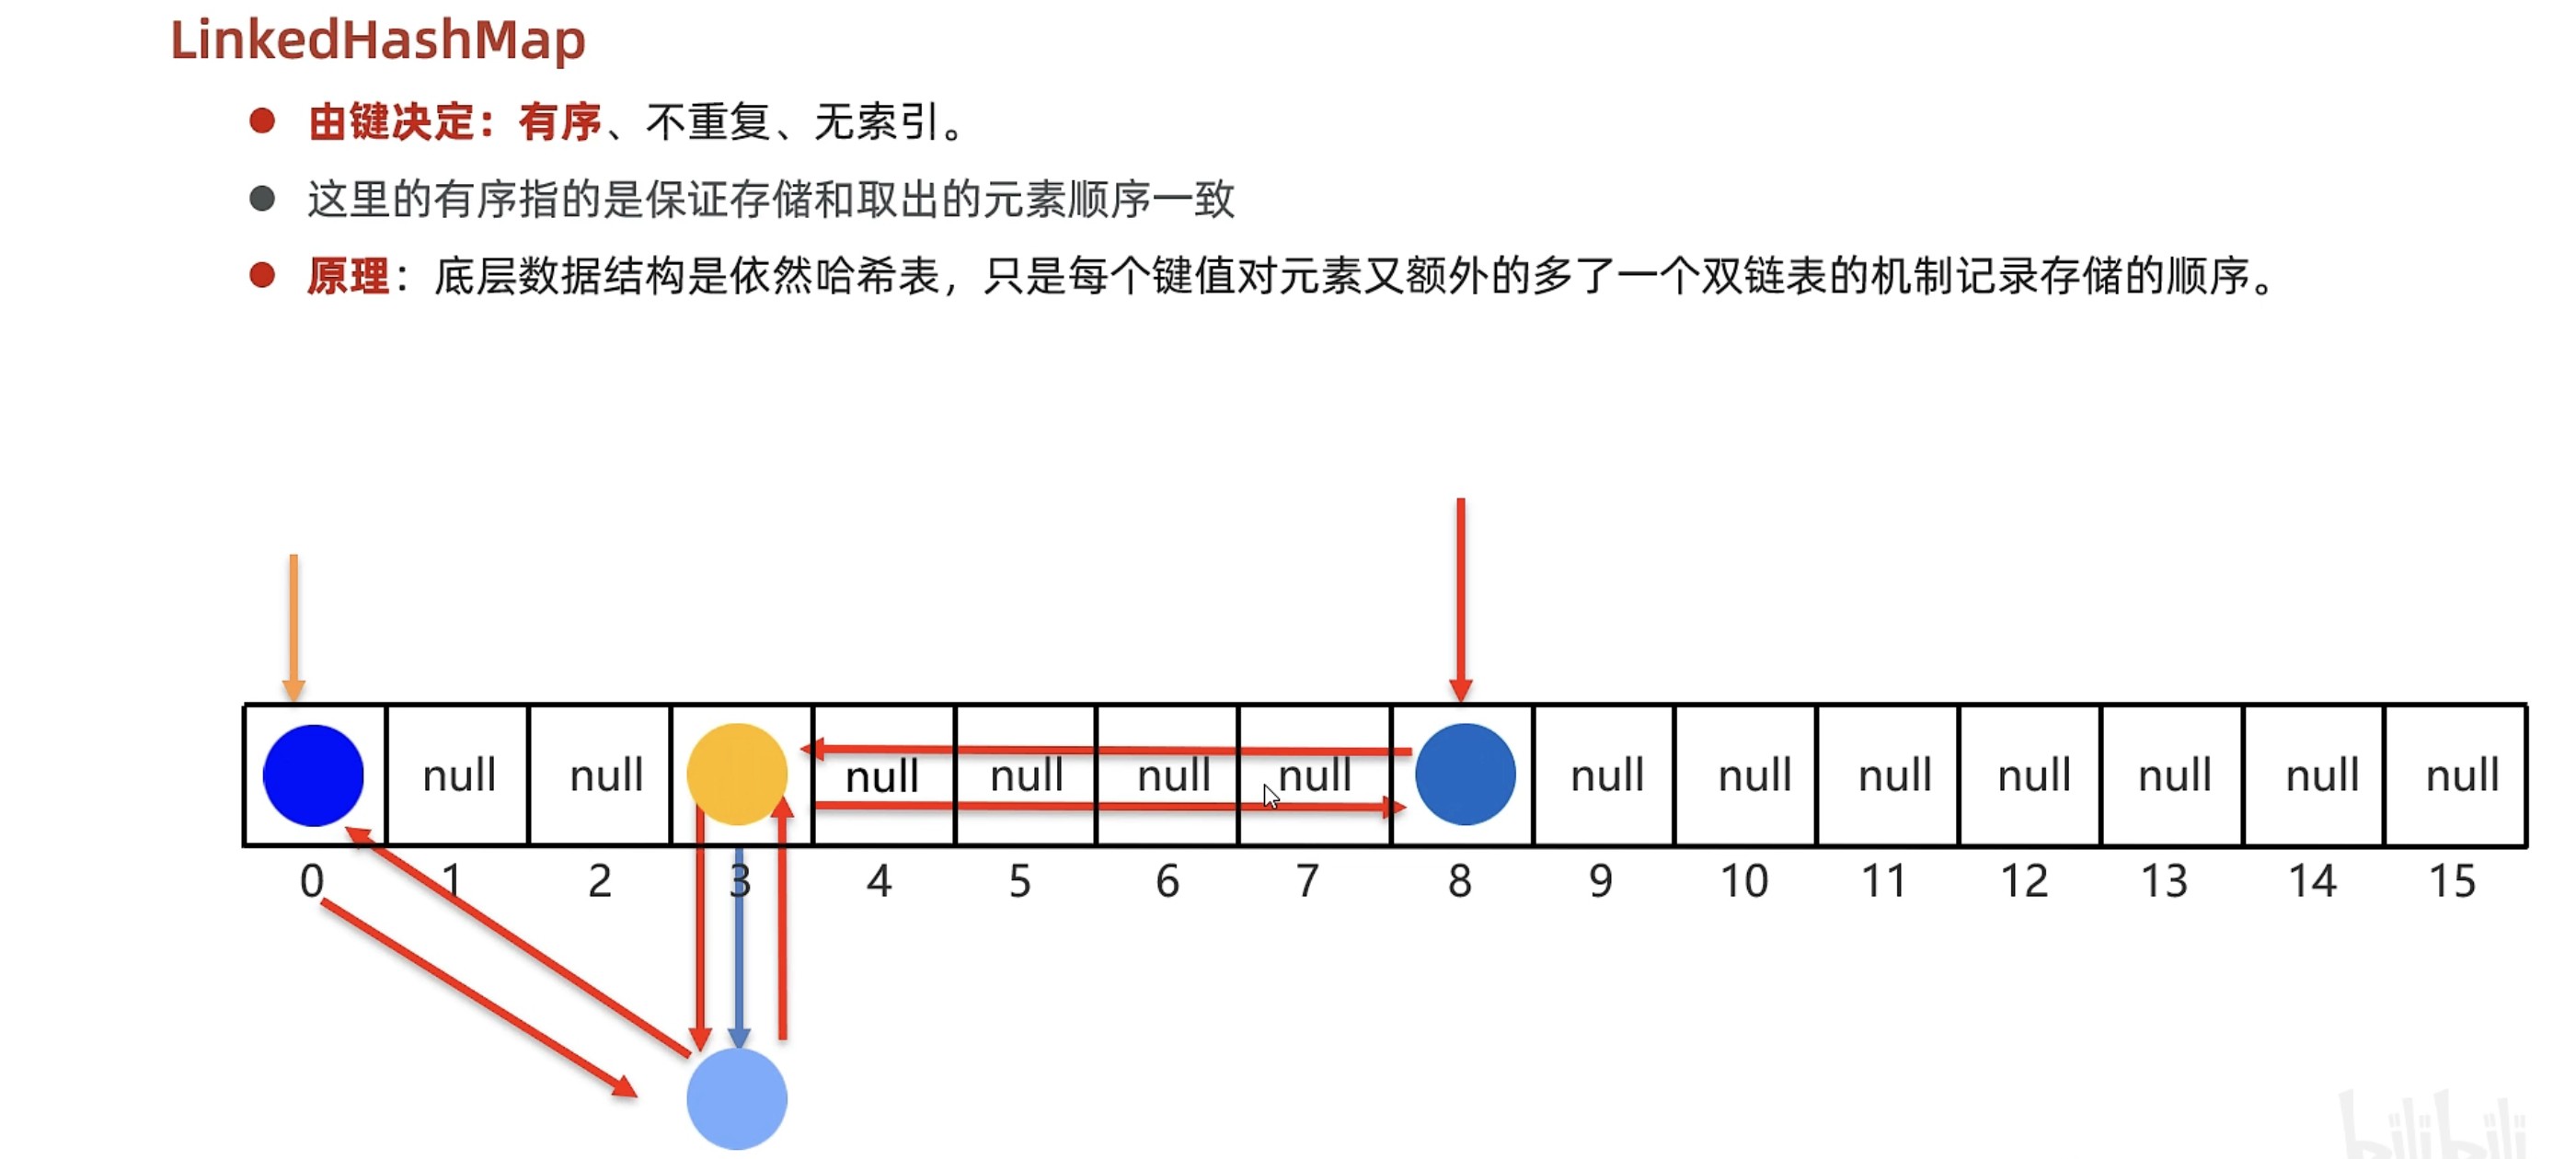 LinkedHashMap
由键决定：有序、不重复、无索引。
这里的有序指的是保证存储和取出的元素顺序一致
原理：底层数据结构是依然哈希表，只是每个键值对元素又额外的多了一个双链表的机制记录存储的顺序。
null null null null null null null null null null null null null
0 1 2 3 4 5 6 7 8 9 10 11 12 13 14 15
bilibili